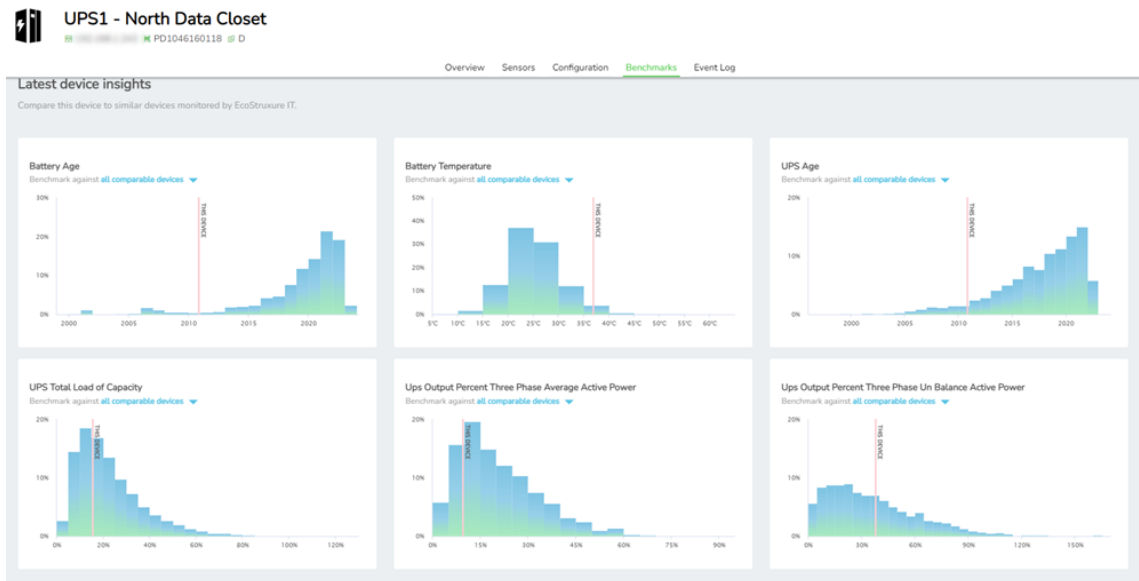 UPS1 - North Data Closet
PD1046160118 D
Overview Sensors Configuration Benchmarks Event Log
Latest device insights
Compare this device to similar devices monitored by EcoStruxure IT.
Battery Age
Benchmark against all comparable devices
30%
20%
10%
0%
THIS DEVICE
2000 2005 2010 2015 2020
Battery Temperature
Benchmark against all comparable devices
50%
40%
30%
20%
10%
0%
THIS DEVICE
5°C 10°C 15°C 20°C 25°C 30°C 35°C 40°C 45°C 50°C 55°C 60°C
UPS Age
Benchmark against all comparable devices
20%
10%
0%
THIS DEVICE
2000 2005 2010 2015 2020
UPS Total Load of Capacity
Benchmark against all comparable devices
20%
10%
0%
THIS DEVICE
0% 20% 40% 60% 80% 100% 120%
Ups Output Percent Three Phase Average Active Power
Benchmark against all comparable devices
20%
10%
0%
THIS DEVICE
0% 15% 30% 45% 60% 75% 90%
Ups Output Percent Three Phase Un Balance Active Power
Benchmark against all comparable devices
20%
10%
0%
THIS DEVICE
0% 30% 60% 90% 120% 150%